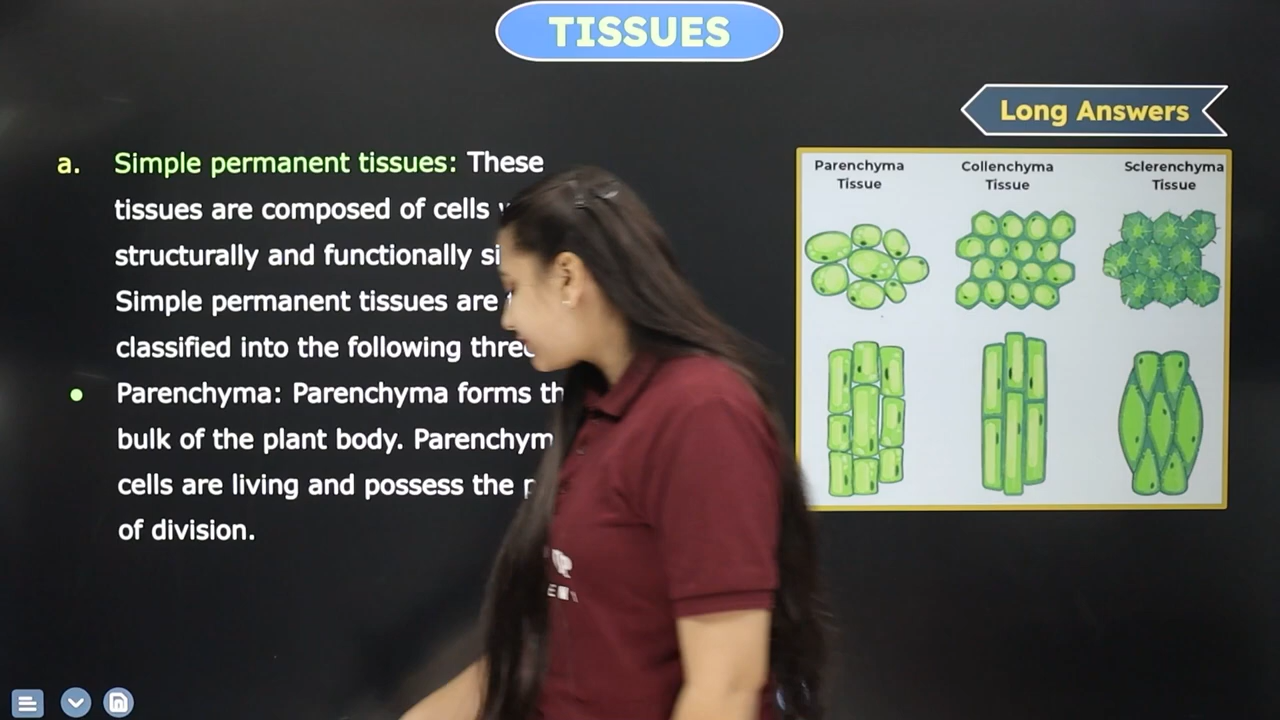 TISSUES
Long Answers
a. Simple permanent tissues: These
tissues are composed of cells
structurally and functionally
Simple permanent tissues are
classified into the following
• Parenchyma: Parenchyma forms
bulk of the plant body.
cells are living and possess the
of division.
Parenchyma
Tissue
Collenchyma
Tissue
Sclerenchyma
Tissue